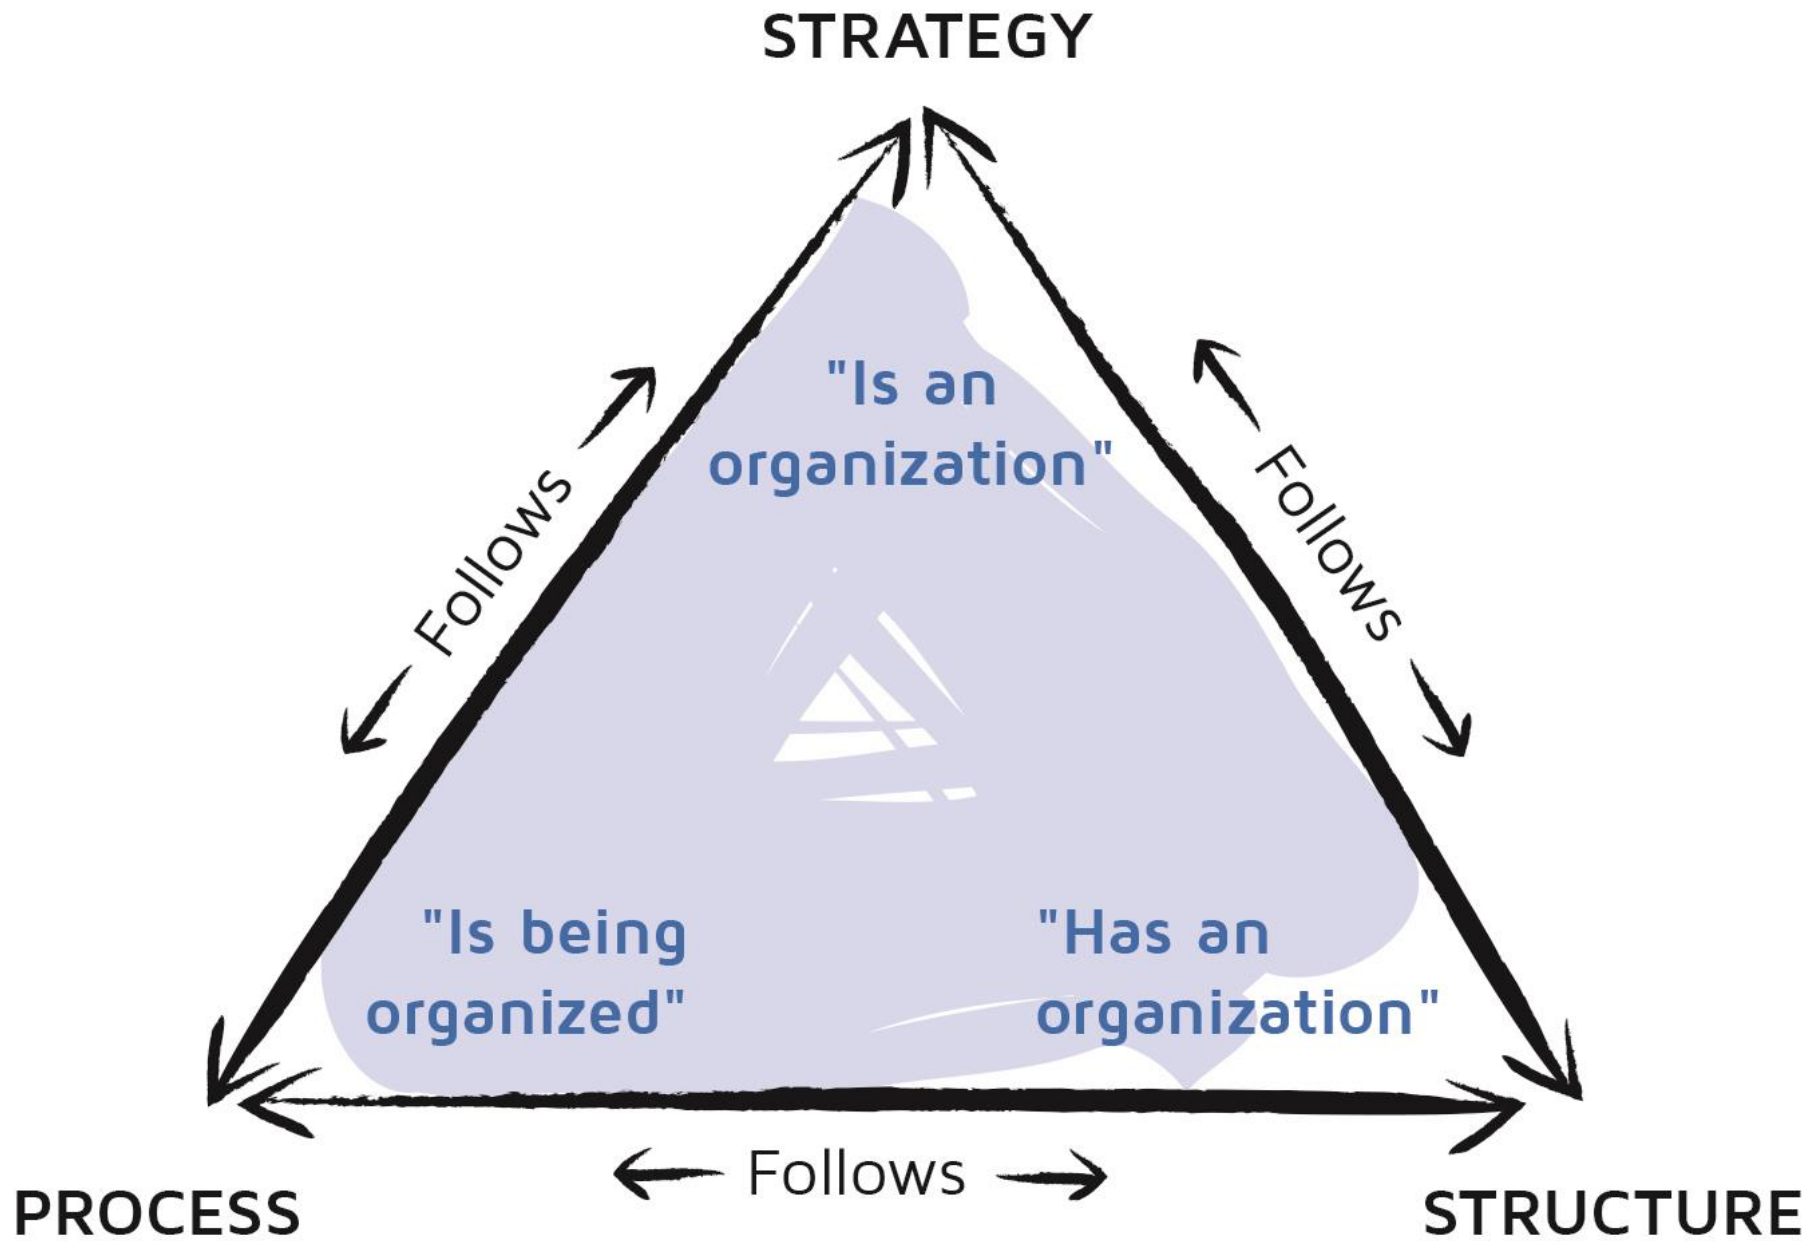 STRATEGY
"Is an
organization"
Follows
Follows
"Is being
organized"
"Has an
organization"
Follows
PROCESS
STRUCTURE